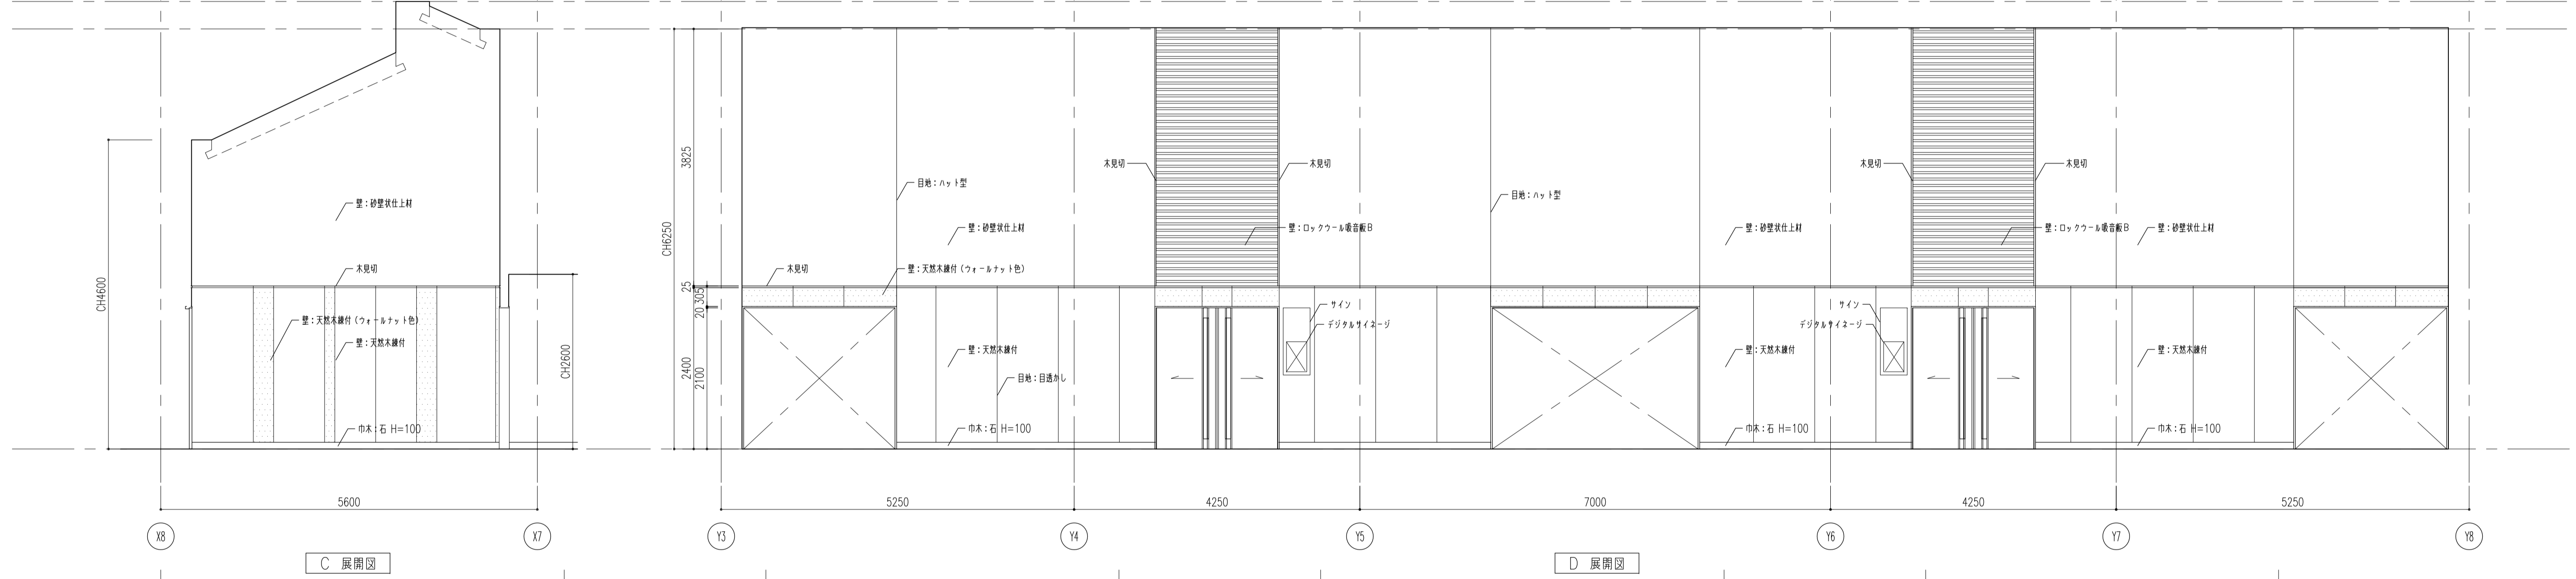 CH4600
壁：砂壁状仕上材
木見切
壁：天然木練付（ウォールナット色）
壁：天然木練付
巾木：石 H=100
CH2600
5600
X8
X7
C 展開図
CH6250
3825
25
305
20
2400
2100
目地：ハット型
壁：砂壁状仕上材
木見切
壁：天然木練付（ウォールナット色）
壁：天然木練付
目地：目透かし
巾木：石 H=100
木見切
木見切
壁：ロックウール吸音板B
サイン
デジタルサイネージ
目地：ハット型
壁：砂壁状仕上材
壁：天然木練付
巾木：石 H=100
サイン
デジタルサイネージ
木見切
木見切
壁：ロックウール吸音板B
壁：砂壁状仕上材
壁：天然木練付
巾木：石 H=100
5250
4250
7000
4250
5250
Y3
Y4
Y5
Y6
Y7
Y8
D 展開図